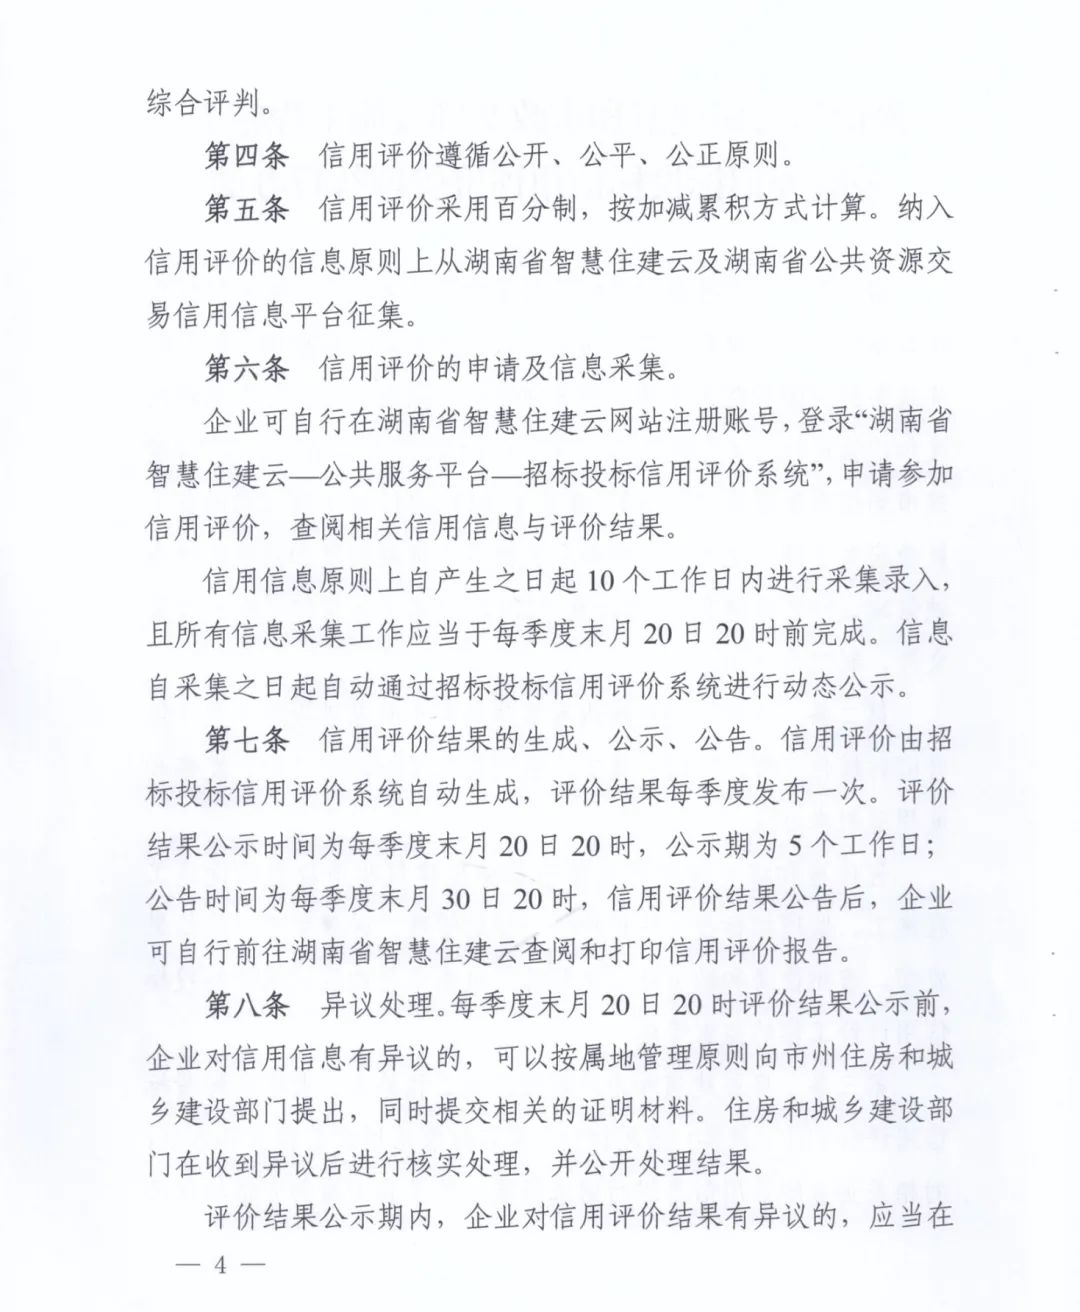 综合评判。
第四条　信用评价遵循公开、公平、公正原则。
第五条　信用评价采用百分制，按加减累积方式计算。纳入
信用评价的信息原则上从湖南省智慧住建云及湖南省公共资源交
易信用信息平台征集。
第六条　信用评价的申请及信息采集。
企业可自行在湖南省智慧住建云网站注册账号，登录“湖南省
智慧住建云—公共服务平台—招标投标信用评价系统”，申请参加
信用评价，查阅相关信用信息与评价结果。
信用信息原则上自产生之日起 10 个工作日内进行采集录入，
且所有信息采集工作应当于每季度末月 20 日 20 时前完成。信息
自采集之日起自动通过招标投标信用评价系统进行动态公示。
第七条　信用评价结果的生成、公示、公告。信用评价由招
标投标信用评价系统自动生成，评价结果每季度发布一次。评价
结果公示时间为每季度末月 20 日 20 时，公示期为 5 个工作日；
公告时间为每季度末月 30 日 20 时，信用评价结果公告后，企业
可自行前往湖南省智慧住建云查阅和打印信用评价报告。
第八条　异议处理。每季度末月 20 日 20 时评价结果公示前，
企业对信用信息有异议的，可以按属地管理原则向市州住房和城
乡建设部门提出，同时提交相关的证明材料。住房和城乡建设部
门在收到异议后进行核实处理，并公开处理结果。
评价结果公示期内，企业对信用评价结果有异议的，应当在
— 4 —